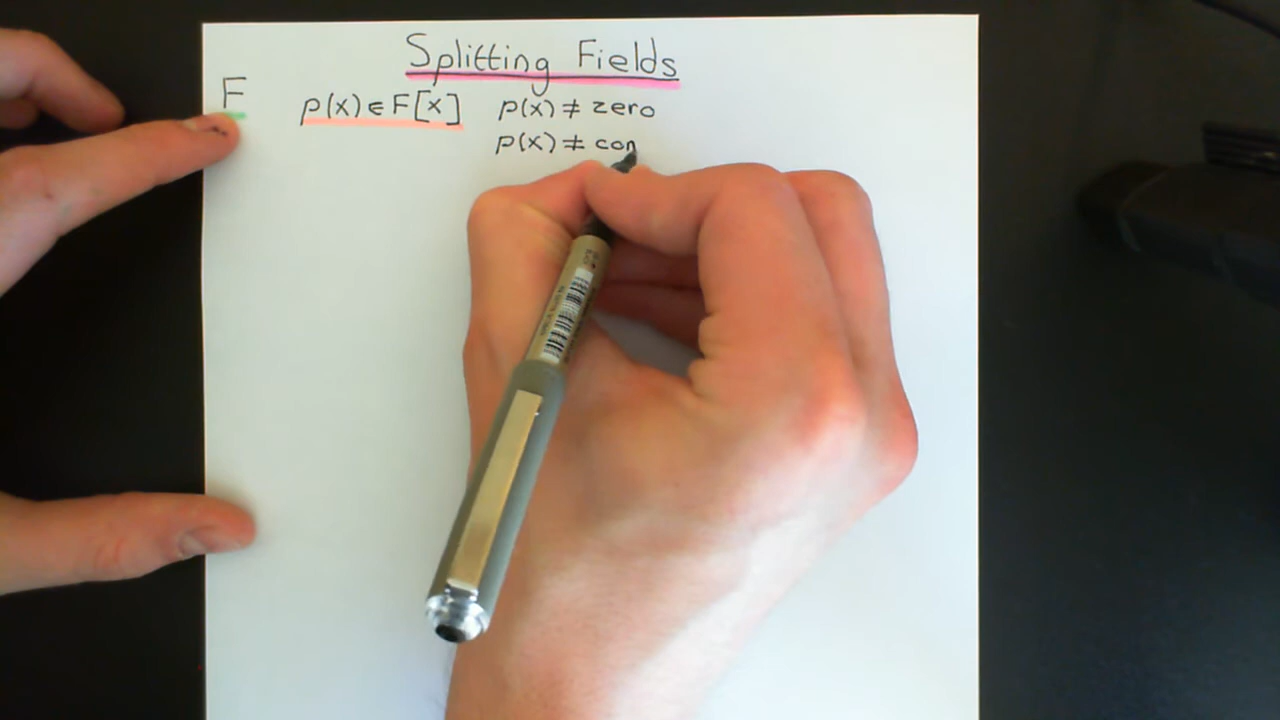 Splitting Fields
F p(x) ∈ F[x] p(x) ≠ zero
p(x) ≠ con